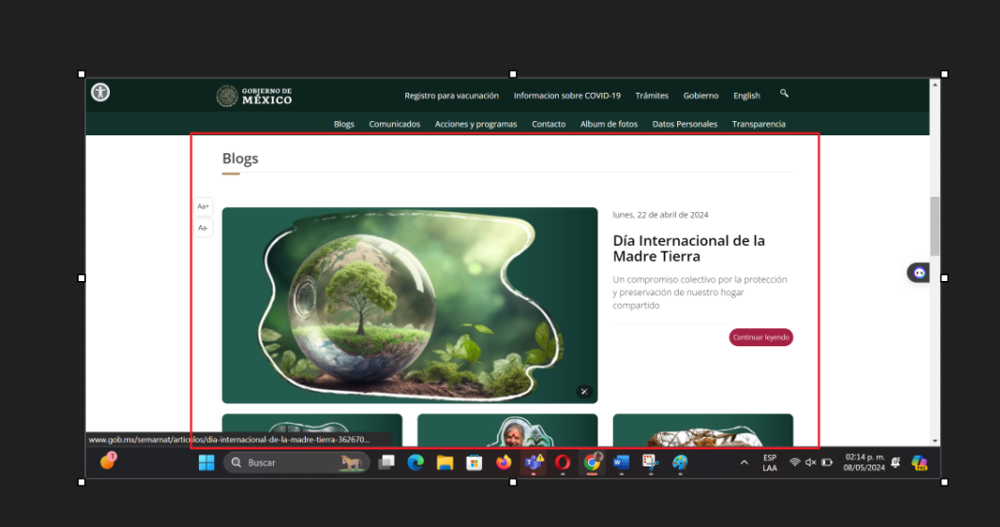 GOBIERNO DE
MÉXICO
Registro para vacunación Informacion sobre COVID-19 Trámites Gobierno English
Blogs Comunicados Acciones y programas Contacto Album de fotos Datos Personales Transparencia
Blogs
Aa+
Aa-
lunes, 22 de abril de 2024
Día Internacional de la
Madre Tierra
Un compromiso colectivo por la protección
y preservación de nuestro hogar
compartido
Continuar leyendo
www.gob.mx/semarnat/articulos/dia-internacional-de-la-madre-tierra-362670...
1
Buscar
ESP
LAA
02:14 p. m.
08/05/2024